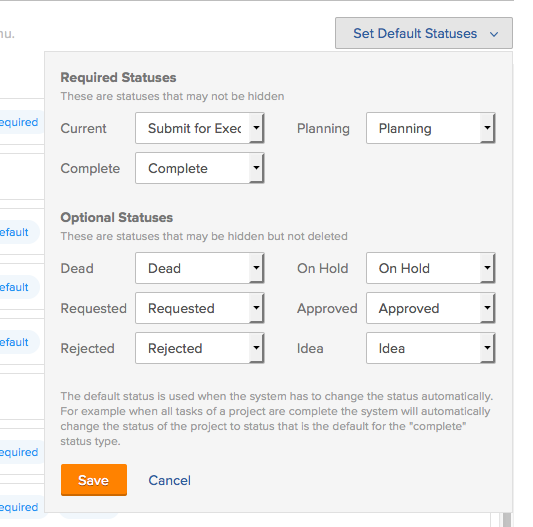 nu.
Set Default Statuses
Required Statuses
These are statuses that may not be hidden
equired
Current Submit for Exec Planning Planning
Complete Complete
Optional Statuses
efault
These are statuses that may be hidden but not deleted
Dead Dead On Hold On Hold
efault
Requested Requested Approved Approved
efault
Rejected Rejected Idea Idea
The default status is used when the system has to change the status automatically.
For example when all tasks of a project are complete the system will automatically
change the status of the project to status that is the default for the "complete"
status type.
equired
Save Cancel
equired